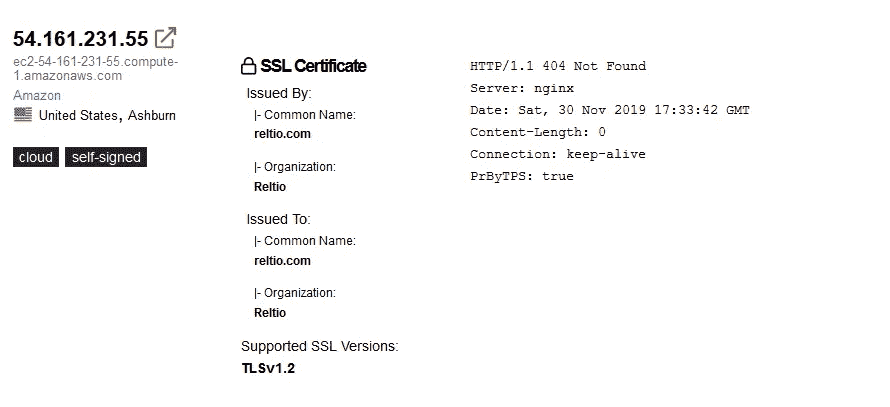 54.161.231.55
ec2-54-161-231-55.compute-
1.amazonaws.com
Amazon
United States, Ashburn
cloud self-signed
SSL Certificate
Issued By:
|- Common Name:
reltio.com
|- Organization:
Reltio
Issued To:
|- Common Name:
reltio.com
|- Organization:
Reltio
Supported SSL Versions:
TLSv1.2
HTTP/1.1 404 Not Found
Server: nginx
Date: Sat, 30 Nov 2019 17:33:42 GMT
Content-Length: 0
Connection: keep-alive
PrByTPS: true